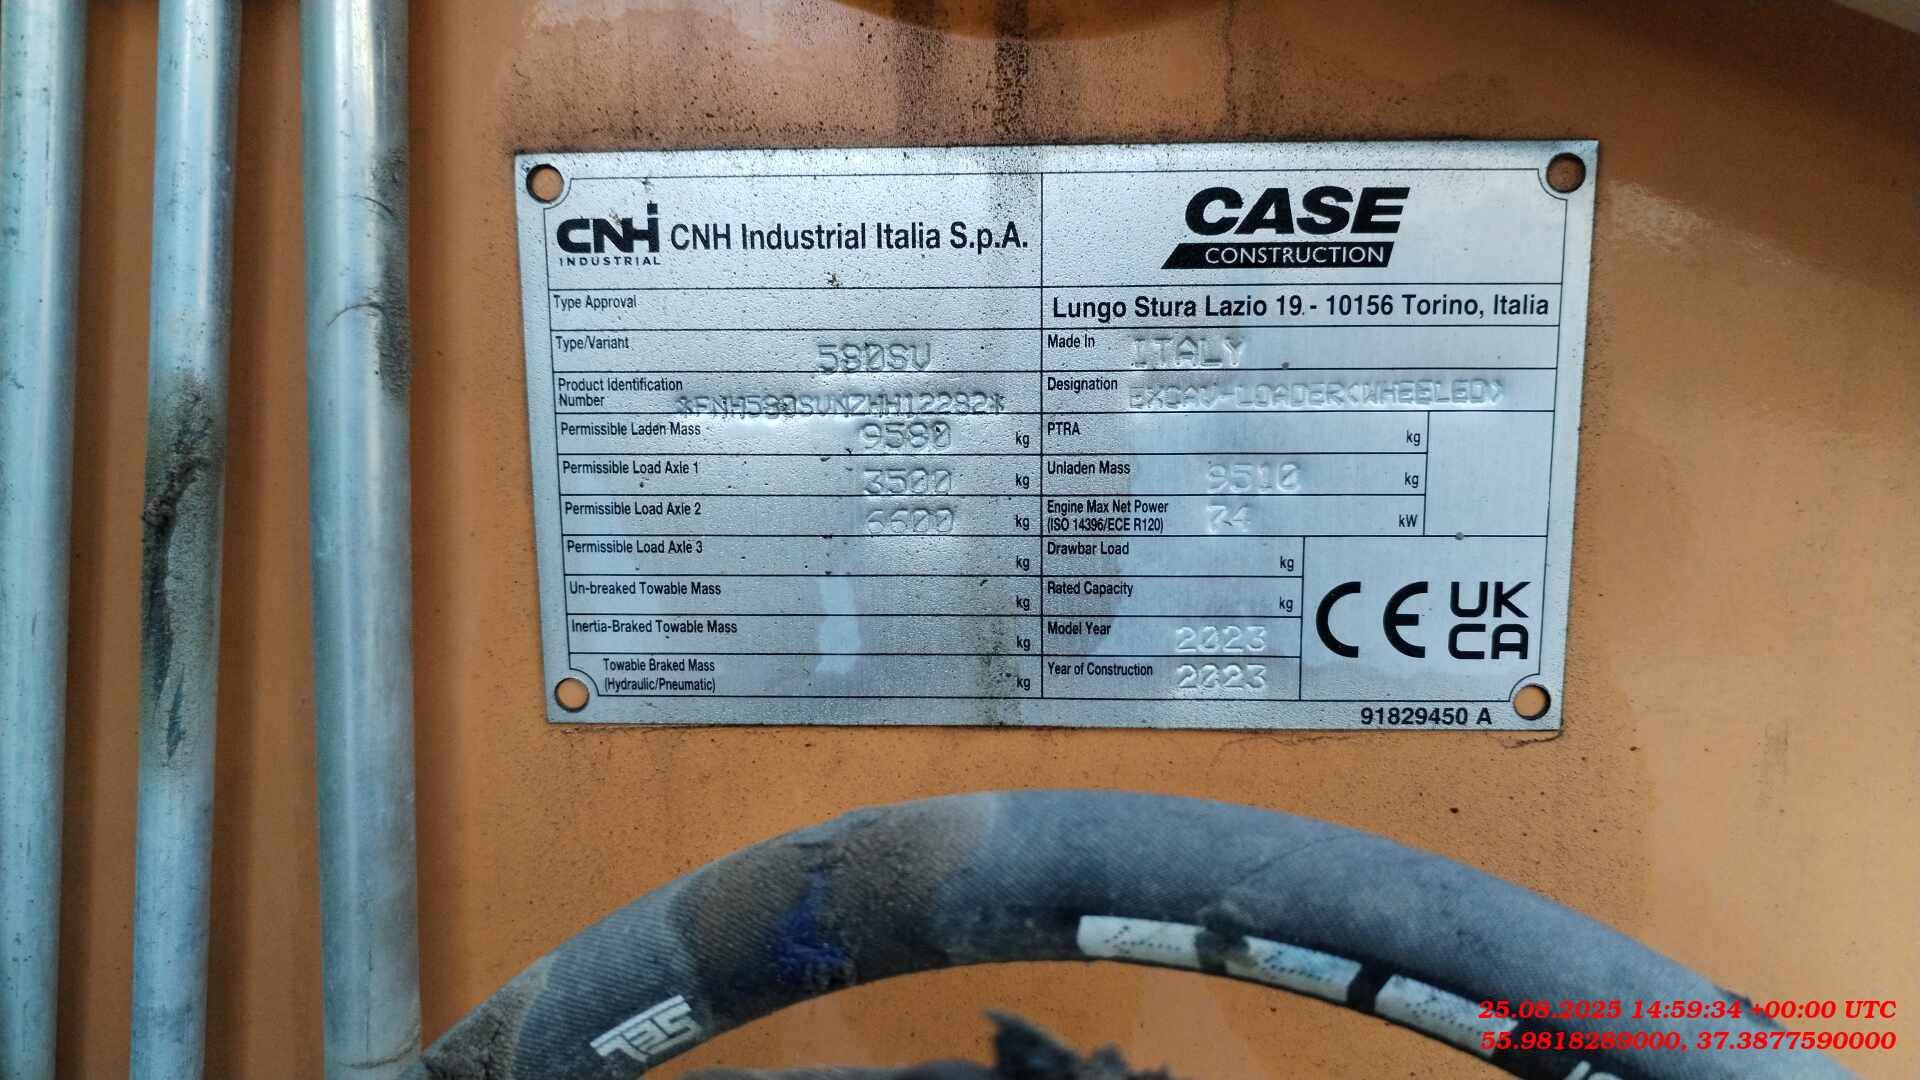 CNH INDUSTRIAL
CNH Industrial Italia S.p.A.
CASE
CONSTRUCTION
Type Approval
Lungo Stura Lazio 19 - 10156 Torino, Italia
Type/Variant 580SV
Made In ITALY
Product Identification Number *FNH580SVNZHH12282*
Designation EXCAV-LOADER<WHEELED>
Permissible Laden Mass 9580 kg
PTRA kg
Permissible Load Axle 1 3500 kg
Unladen Mass 9510 kg
Permissible Load Axle 2 6600 kg
Engine Max Net Power (ISO 14396/ECE R120) 74 kW
Permissible Load Axle 3 kg
Drawbar Load kg
Un-breaked Towable Mass kg
Rated Capacity kg
Inertia-Braked Towable Mass kg
Model Year 2023
Towable Braked Mass (Hydraulic/Pneumatic) kg
Year of Construction 2023
CE UK CA
91829450 A
25.08.2025 14:59:34 +00:00 UTC
55.9818289000, 37.3877590000